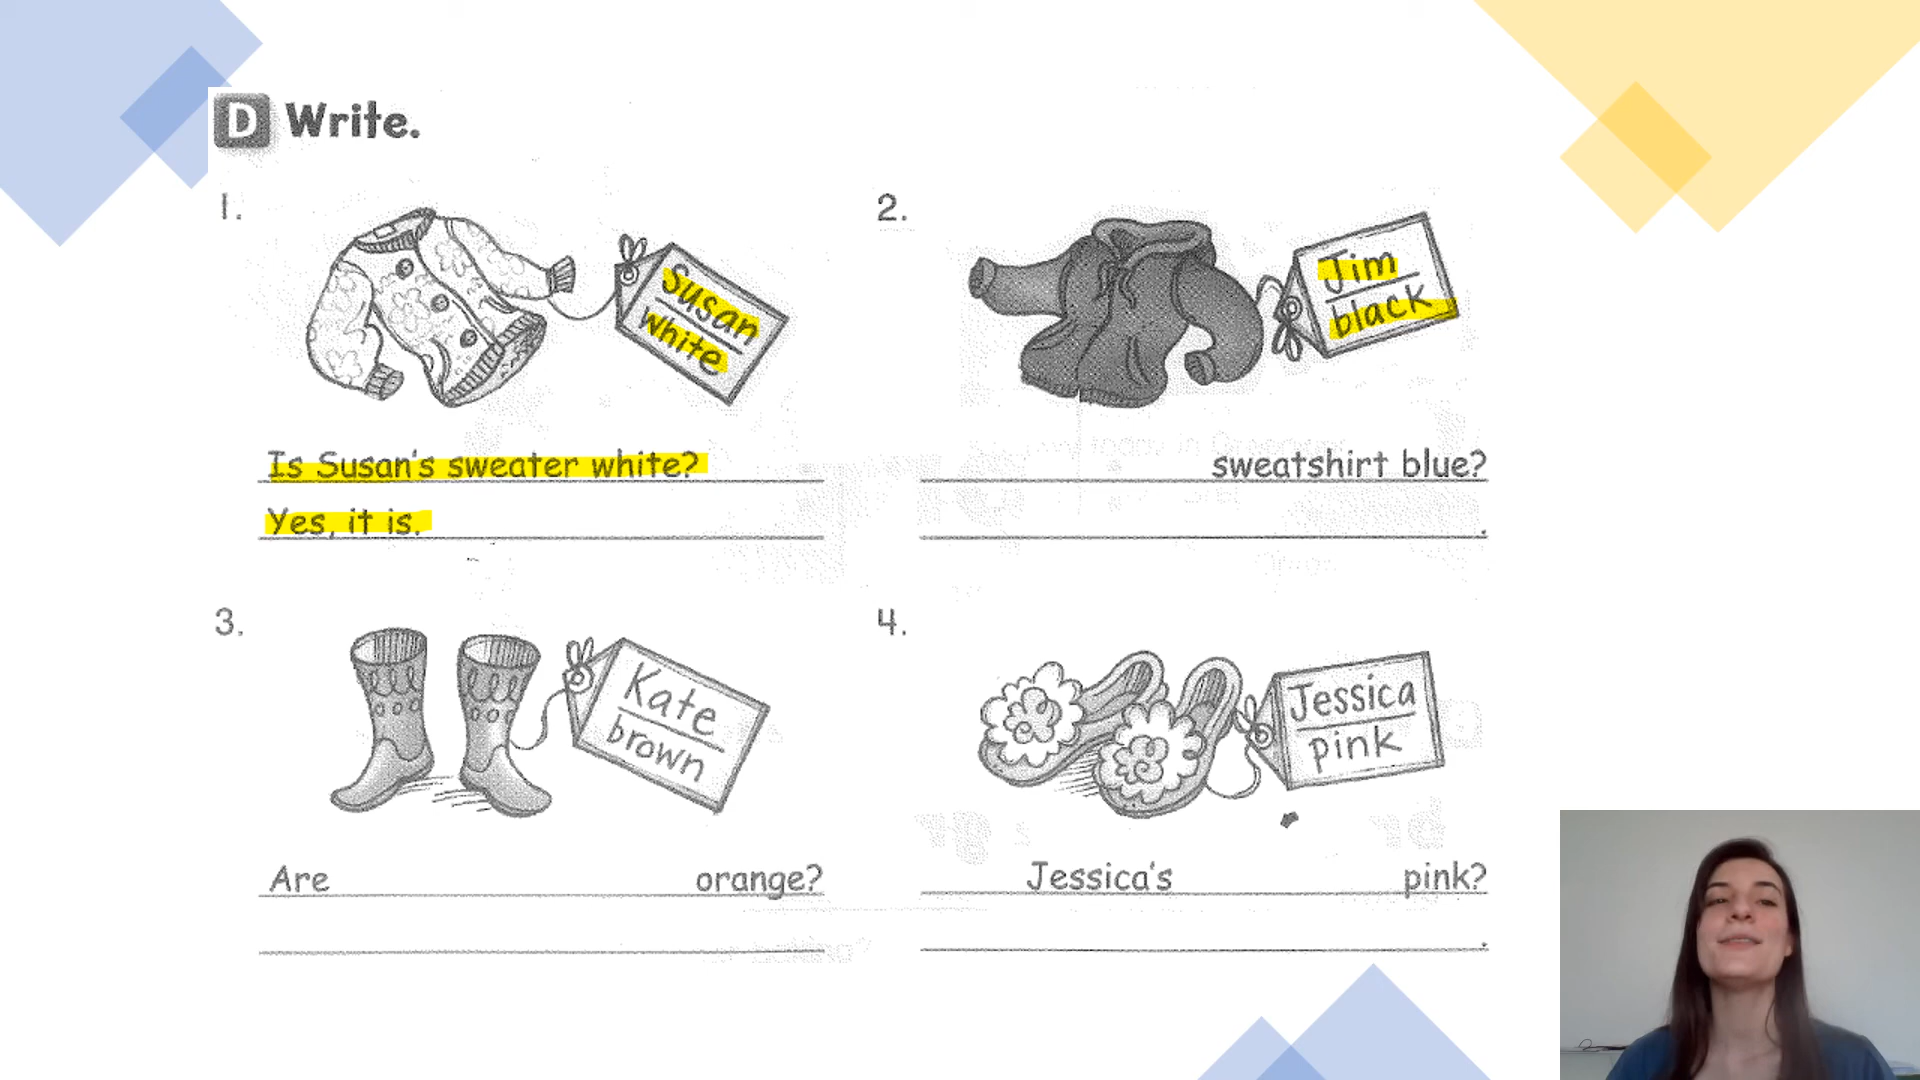 D Write.
1.
Susan
white
Is Susan's sweater white?
Yes, it is.
2.
Jim
black
sweatshirt blue?
.
3.
Kate
brown
Are orange?
4.
Jessica
pink
Jessica's pink?
.